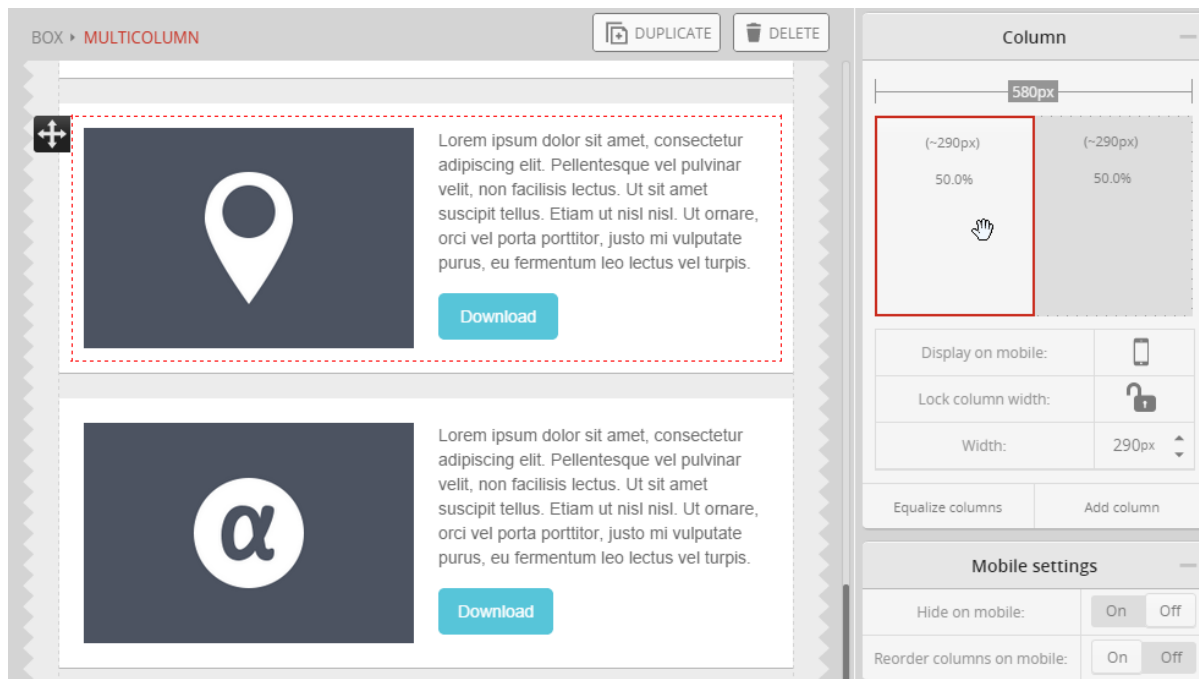 BOX ▸ MULTICOLUMN
DUPLICATE
DELETE
Lorem ipsum dolor sit amet, consectetur
adipiscing elit. Pellentesque vel pulvinar
velit, non facilisis lectus. Ut sit amet
suscipit tellus. Etiam ut nisl nisl. Ut ornare,
orci vel porta porttitor, justo mi vulputate
purus, eu fermentum leo lectus vel turpis.
Download
α
Lorem ipsum dolor sit amet, consectetur
adipiscing elit. Pellentesque vel pulvinar
velit, non facilisis lectus. Ut sit amet
suscipit tellus. Etiam ut nisl nisl. Ut ornare,
orci vel porta porttitor, justo mi vulputate
purus, eu fermentum leo lectus vel turpis.
Download
Column
580px
(~290px) (~290px)
50.0% 50.0%
Display on mobile:
Lock column width:
Width: 290px
Equalize columns Add column
Mobile settings
Hide on mobile: On Off
Reorder columns on mobile: On Off